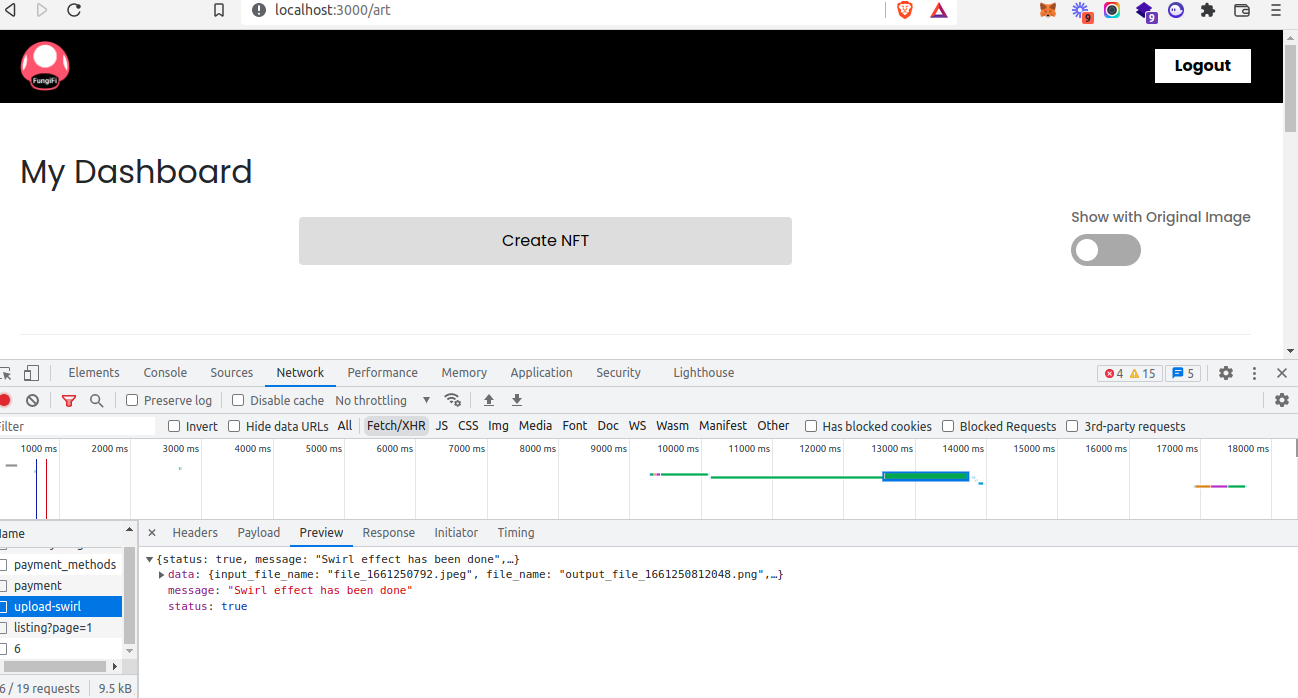 localhost:3000/art
9
9
FungiFi
Logout
My Dashboard
Show with Original Image
Create NFT
Elements Console Sources Network Performance Memory Application Security Lighthouse 4 15 5
Preserve log Disable cache No throttling
Filter Invert Hide data URLs All Fetch/XHR JS CSS Img Media Font Doc WS Wasm Manifest Other Has blocked cookies Blocked Requests 3rd-party requests
1000 ms 2000 ms 3000 ms 4000 ms 5000 ms 6000 ms 7000 ms 8000 ms 9000 ms 10000 ms 11000 ms 12000 ms 13000 ms 14000 ms 15000 ms 16000 ms 17000 ms 18000 ms
Name Headers Payload Preview Response Initiator Timing
payment_methods
payment
upload-swirl
listing?page=1
6
6 / 19 requests 9.5 kB
{status: true, message: "Swirl effect has been done",…}
data: {input_file_name: "file_1661250792.jpeg", file_name: "output_file_1661250812048.png",…}
message: "Swirl effect has been done"
status: true